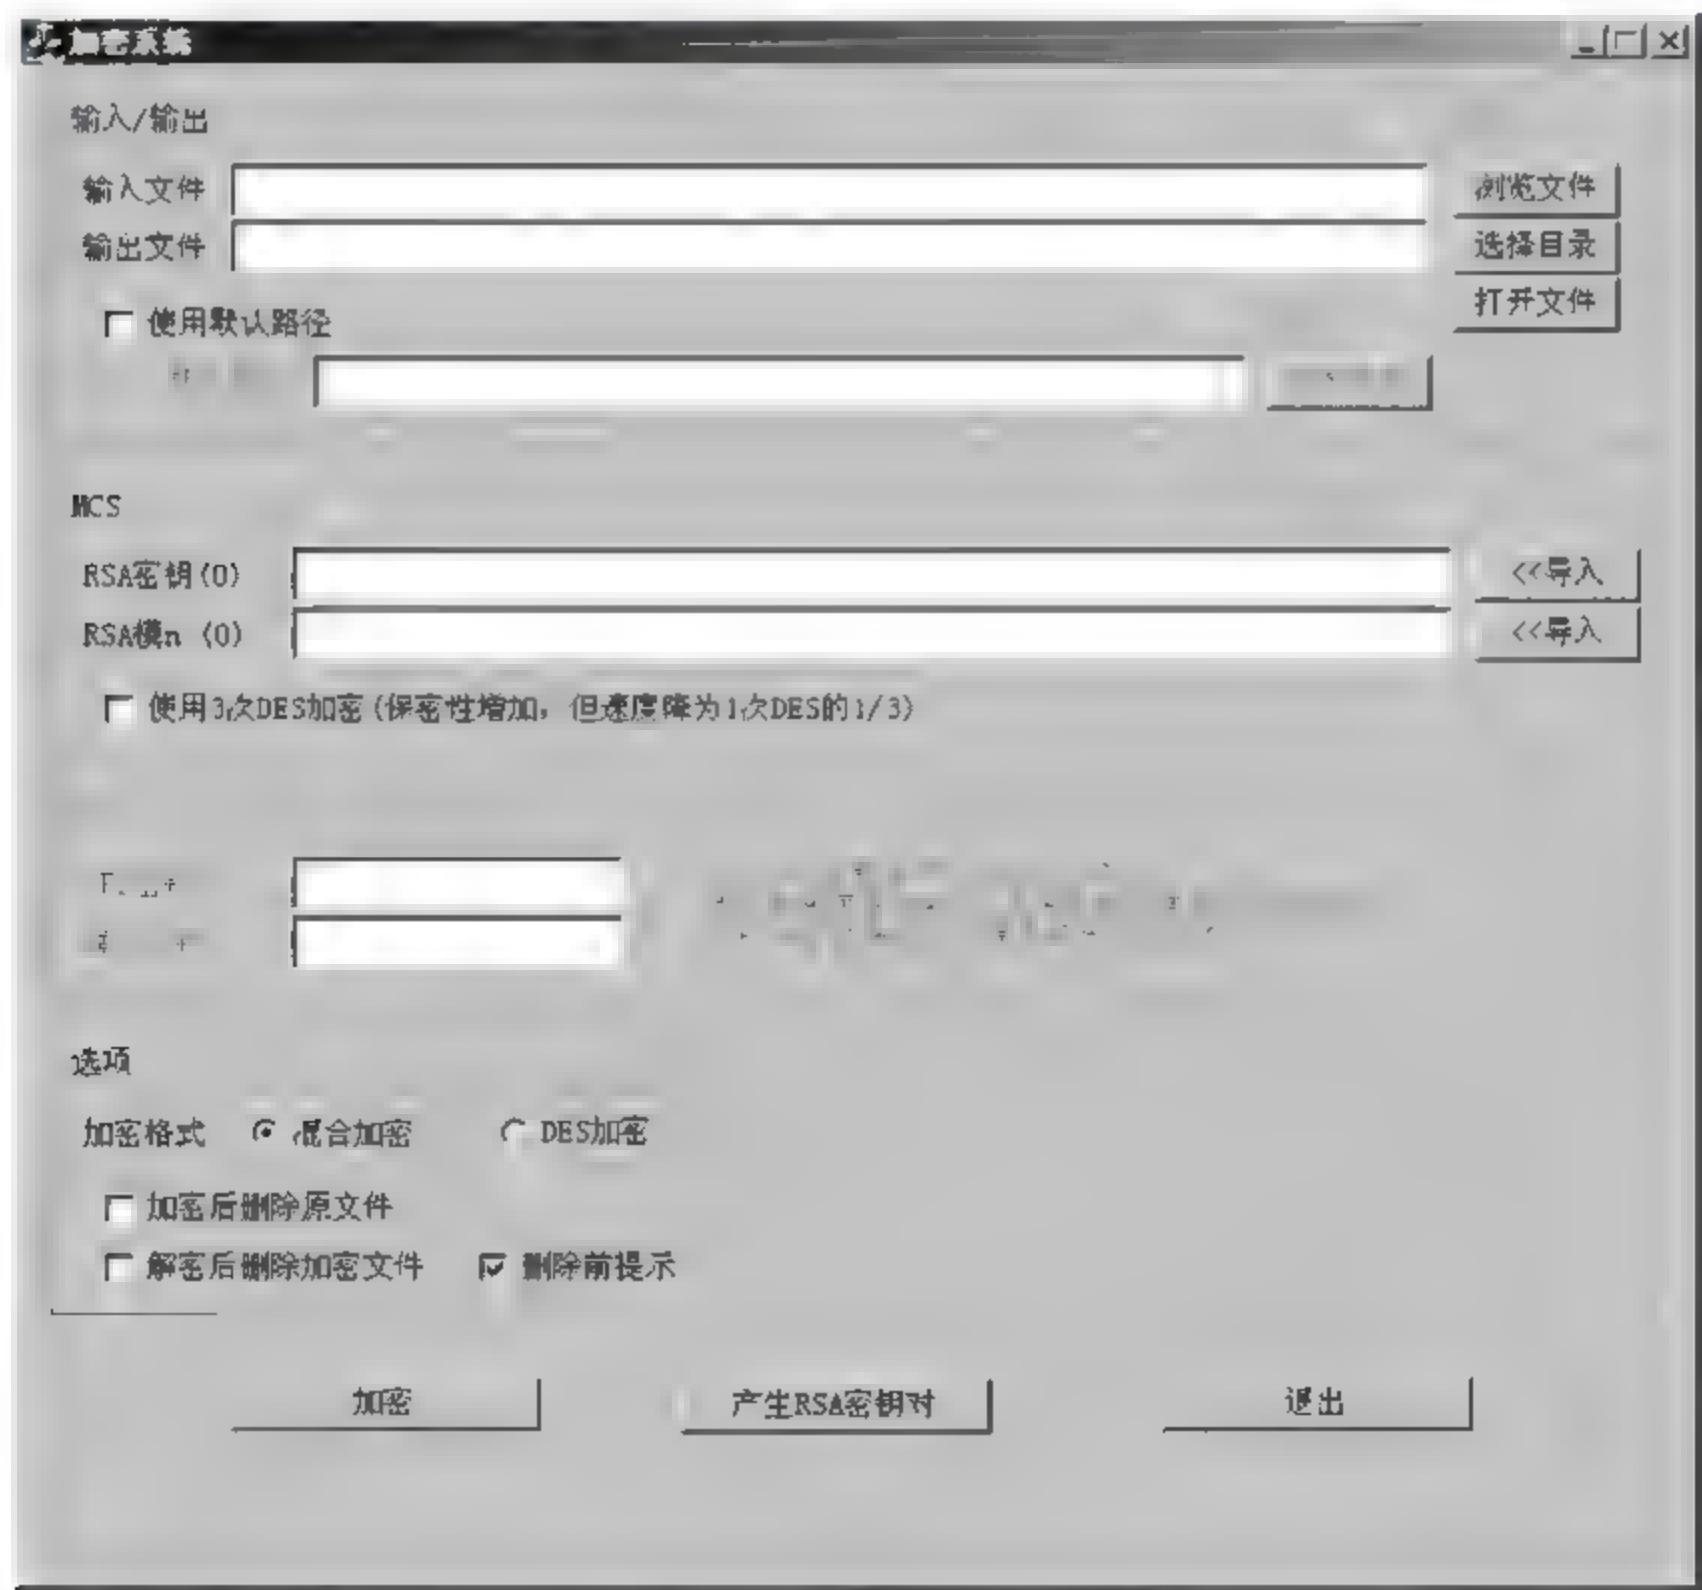 加密系统
输入/输出
输入文件 浏览文件
输出文件 选择目录
打开文件
使用默认路径
MCS
RSA密钥(0) <<导入
RSA模n (0) <<导入
使用3次DES加密(保密性增加，但速度降为1次DES的1/3)
选项
加密格式 混合加密 DES加密
加密后删除原文件
解密后删除加密文件 删除前提示
加密 产生RSA密钥对 退出